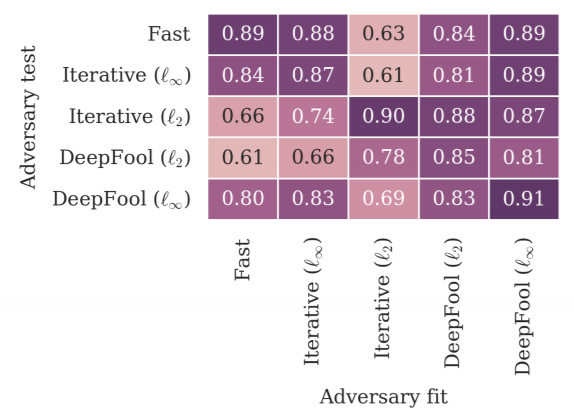 Adversary test
Fast 0.89 0.88 0.63 0.84 0.89
Iterative (ℓ∞) 0.84 0.87 0.61 0.81 0.89
Iterative (ℓ₂) 0.66 0.74 0.90 0.88 0.87
DeepFool (ℓ₂) 0.61 0.66 0.78 0.85 0.81
DeepFool (ℓ∞) 0.80 0.83 0.69 0.83 0.91
Fast
Iterative (ℓ∞)
Iterative (ℓ₂)
DeepFool (ℓ₂)
DeepFool (ℓ∞)
Adversary fit